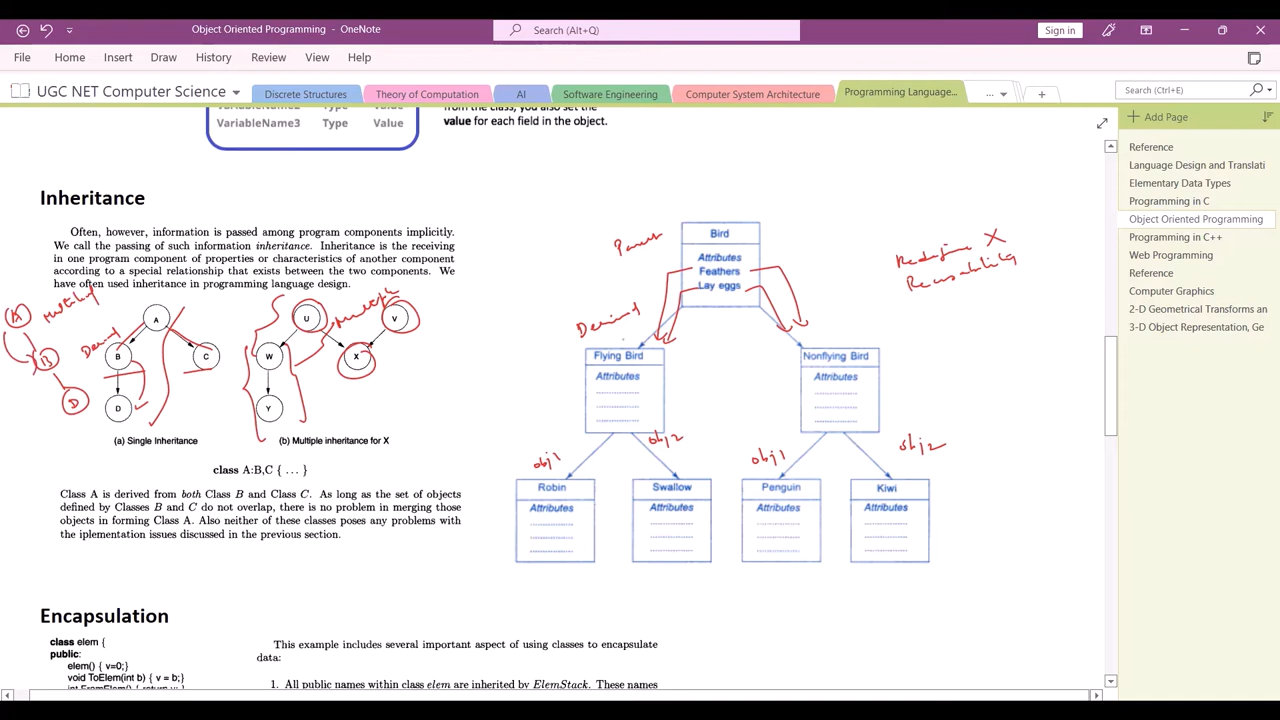 Object Oriented Programming - OneNote
Search (Alt+Q)
Sign in
File Home Insert Draw History Review View Help
UGC NET Computer Science
Discrete Structures Theory of Computation AI Software Engineering Computer System Architecture Programming Language... ...
Search (Ctrl+E)
Add Page
Reference
Language Design and Translati
Elementary Data Types
Programming in C
Object Oriented Programming
Programming in C++
Web Programming
Reference
Computer Graphics
2-D Geometrical Transforms an
3-D Object Representation, Ge
VariableName2 Type Value
VariableName3 Type Value
from the class, you also set the
value for each field in the object.
Inheritance
Often, however, information is passed among program components implicitly.
We call the passing of such information inheritance. Inheritance is the receiving
in one program component of properties or characteristics of another component
according to a special relationship that exists between the two components. We
have often used inheritance in programming language design.
A
B
D
Multilevel
Derived
A
B C
D
(a) Single Inheritance
Multiple
U V
W X
Y
(b) Multiple inheritance for X
class A:B,C { ... }
Class A is derived from both Class B and Class C. As long as the set of objects
defined by Classes B and C do not overlap, there is no problem in merging those
objects in forming Class A. Also neither of these classes poses any problems with
the iplementation issues discussed in the previous section.
Parent
Bird
Attributes
Feathers
Lay eggs
Redefine X
Reusability
Derived
Flying Bird
Attributes
Nonflying Bird
Attributes
obj1 obj2 obj1 obj2
Robin
Attributes
Swallow
Attributes
Penguin
Attributes
Kiwi
Attributes
Encapsulation
class elem {
public:
elem() { v=0;}
void ToElem(int b) { v = b;}
int FromElem() { return v;}
This example includes several important aspect of using classes to encapsulate
data:
1. All public names within class elem are inherited by ElemStack. These names